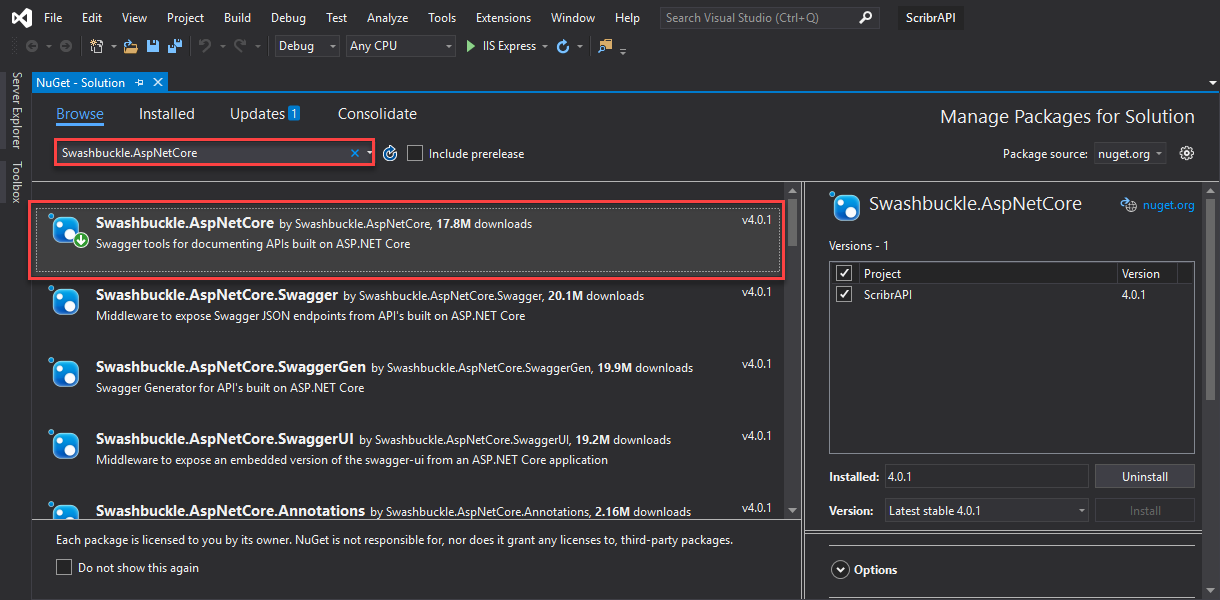 File Edit View Project Build Debug Test Analyze Tools Extensions Window Help Search Visual Studio (Ctrl+Q) ScribrAPI
Debug Any CPU IIS Express
Server Explorer
Toolbox
NuGet - Solution
Browse Installed Updates 1 Consolidate
Manage Packages for Solution
Swashbuckle.AspNetCore
Include prerelease
Package source: nuget.org
Swashbuckle.AspNetCore by Swashbuckle.AspNetCore, 17.8M downloads v4.0.1
Swagger tools for documenting APIs built on ASP.NET Core
Swashbuckle.AspNetCore.Swagger by Swashbuckle.AspNetCore.Swagger, 20.1M downloads v4.0.1
Middleware to expose Swagger JSON endpoints from API's built on ASP.NET Core
Swashbuckle.AspNetCore.SwaggerGen by Swashbuckle.AspNetCore.SwaggerGen, 19.9M downloads v4.0.1
Swagger Generator for API's built on ASP.NET Core
Swashbuckle.AspNetCore.SwaggerUI by Swashbuckle.AspNetCore.SwaggerUI, 19.2M downloads v4.0.1
Middleware to expose an embedded version of the swagger-ui from an ASP.NET Core application
Swashbuckle.AspNetCore.Annotations by Swashbuckle.AspNetCore.Annotations, 2.16M downloads v4.0.1
Each package is licensed to you by its owner. NuGet is not responsible for, nor does it grant any licenses to, third-party packages.
Do not show this again
Swashbuckle.AspNetCore nuget.org
Versions - 1
Project Version
ScribrAPI 4.0.1
Installed: 4.0.1 Uninstall
Version: Latest stable 4.0.1 Install
Options